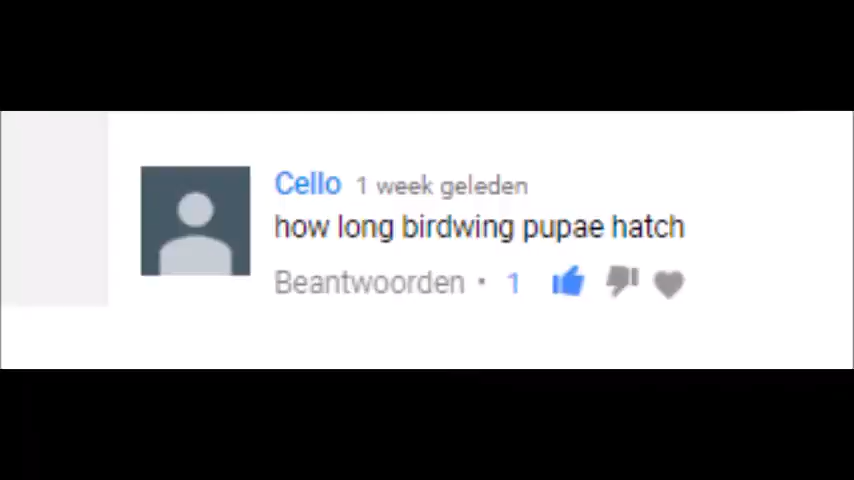 Cello 1 week geleden
how long birdwing pupae hatch
Beantwoorden • 1